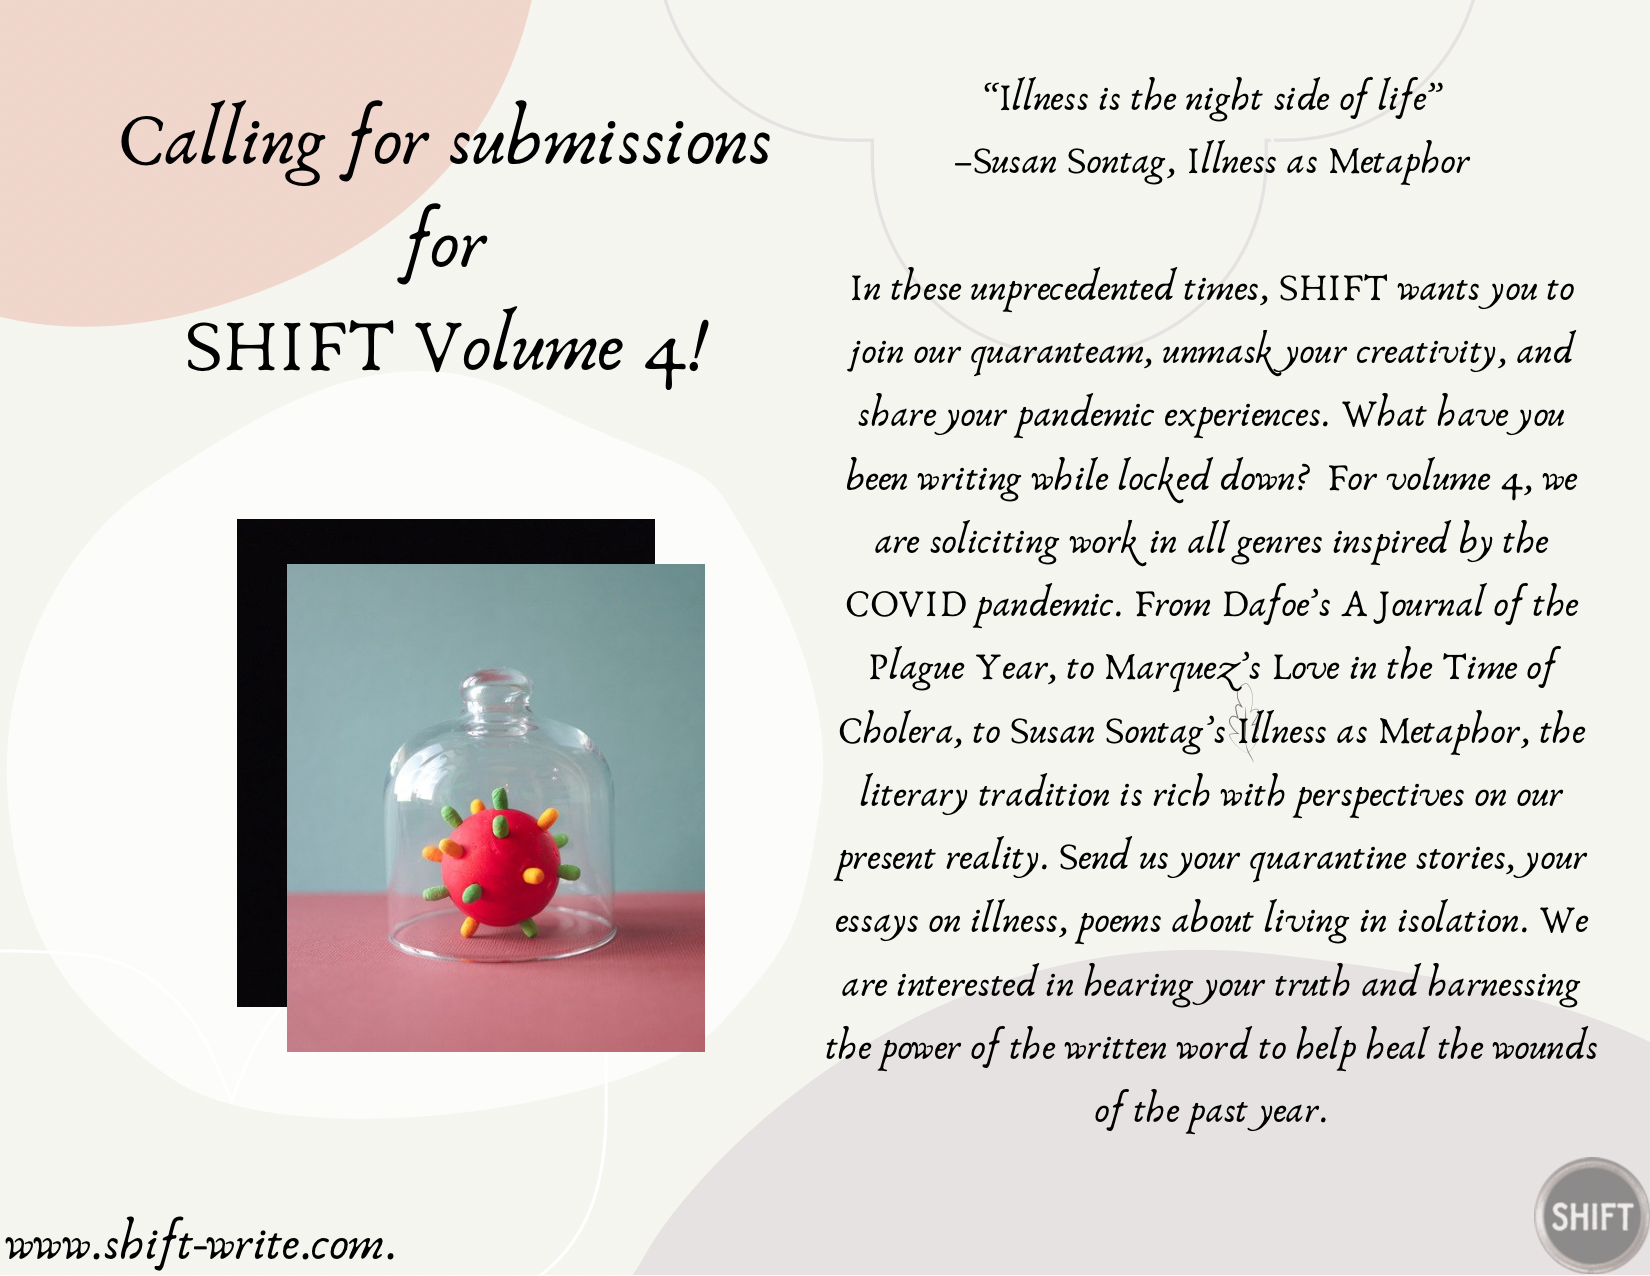 Calling for submissions
for
SHIFT Volume 4!
“Illness is the night side of life”
–Susan Sontag, Illness as Metaphor
In these unprecedented times, SHIFT wants you to
join our quaranteam, unmask your creativity, and
share your pandemic experiences. What have you
been writing while locked down?  For volume 4, we
are soliciting work in all genres inspired by the
COVID pandemic. From Dafoe’s A Journal of the
Plague Year, to Marquez’s Love in the Time of
Cholera, to Susan Sontag’s Illness as Metaphor, the
literary tradition is rich with perspectives on our
present reality. Send us your quarantine stories, your
essays on illness, poems about living in isolation. We
are interested in hearing your truth and harnessing
the power of the written word to help heal the wounds
of the past year.
www.shift-write.com.
SHIFT